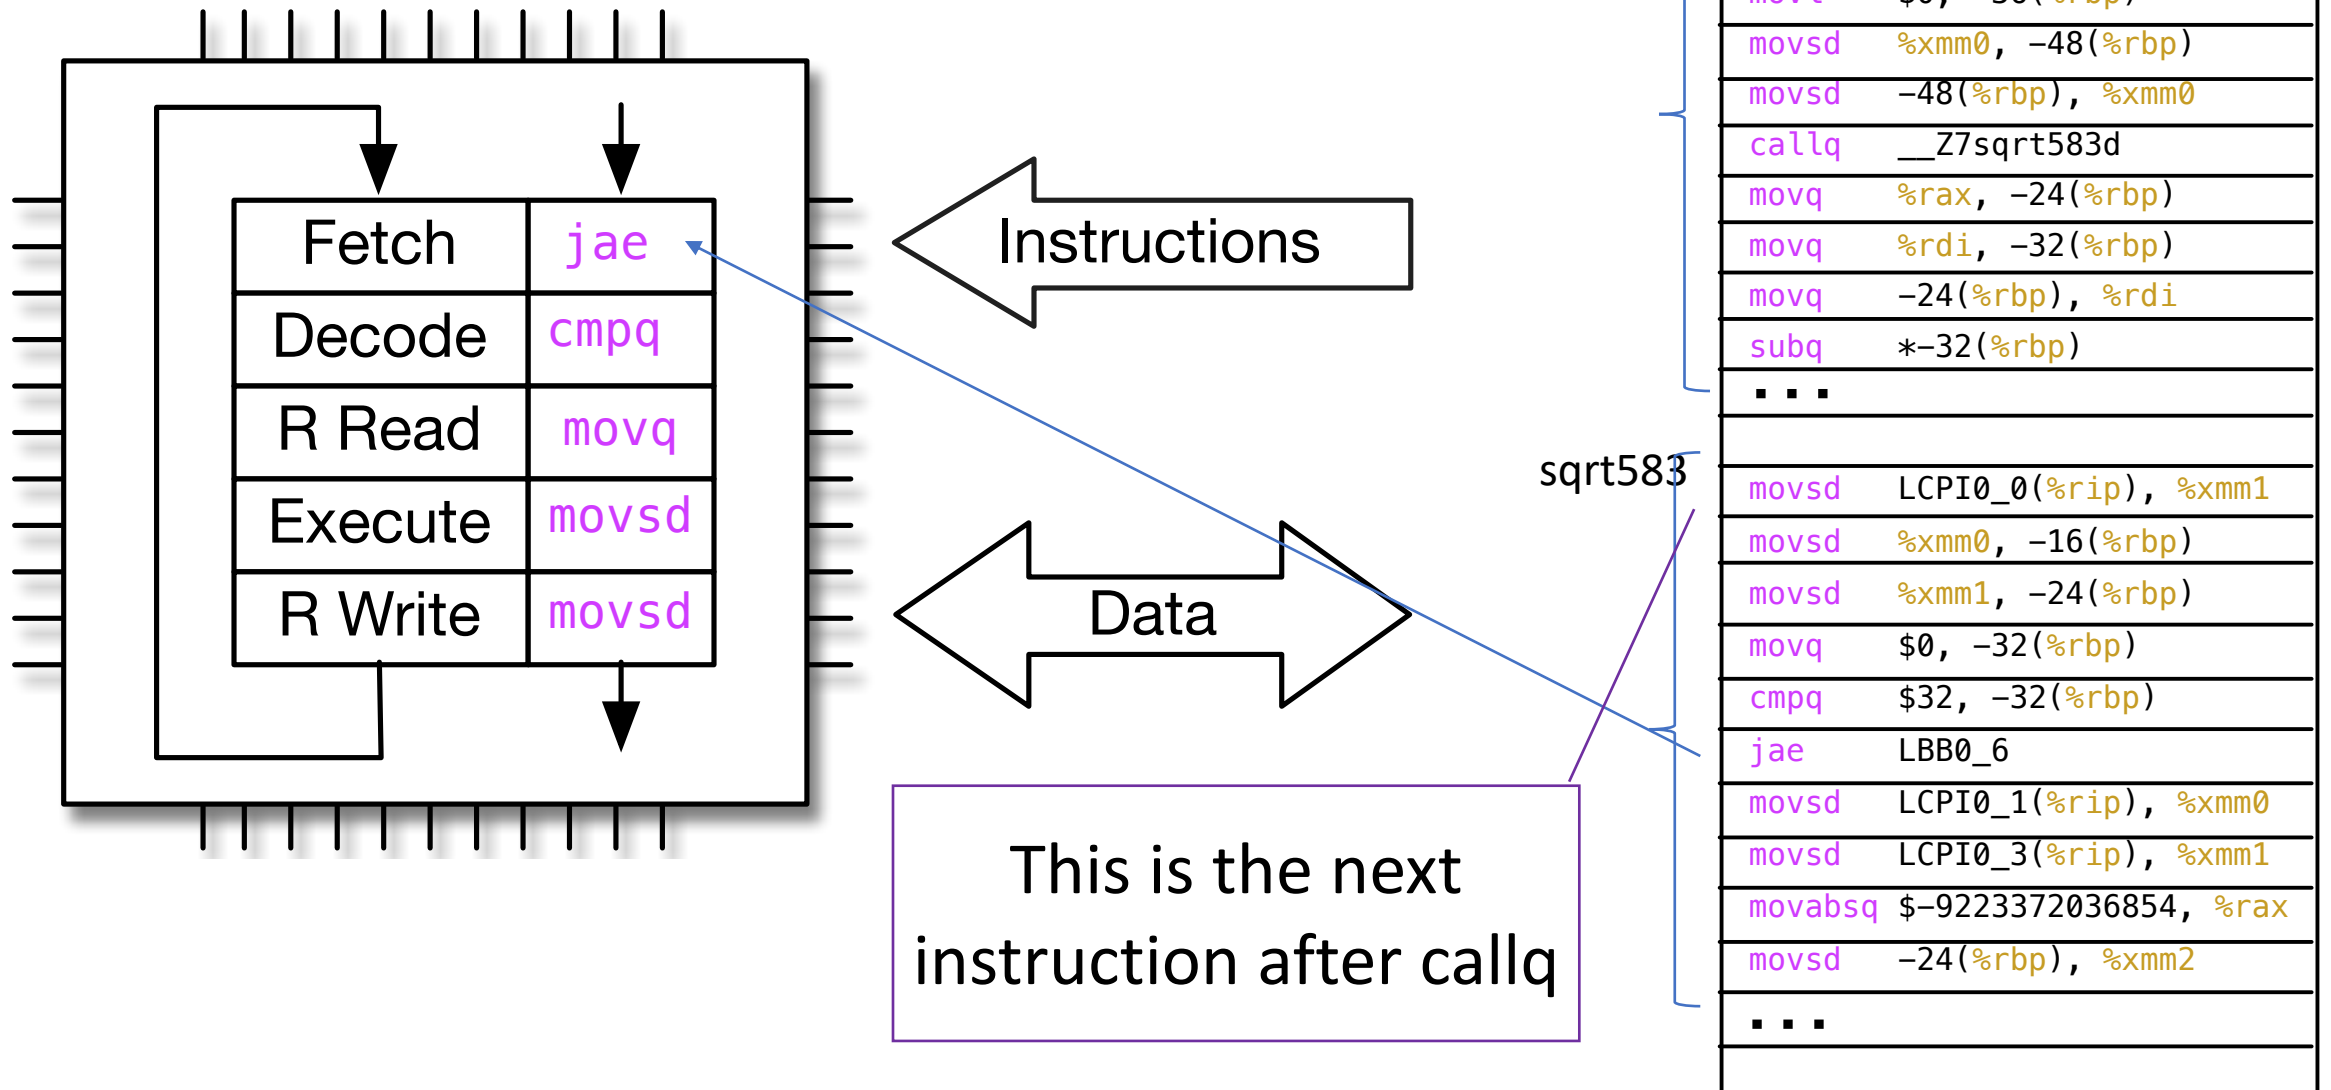 Fetch jae
Decode cmpq
R Read movq
Execute movsd
R Write movsd
Instructions
Data
This is the next
instruction after callq
sqrt583
movsd %xmm0, −48(%rbp)
movsd −48(%rbp), %xmm0
callq __Z7sqrt583d
movq %rax, −24(%rbp)
movq %rdi, −32(%rbp)
movq −24(%rbp), %rdi
subq *−32(%rbp)
...
movsd LCPI0_0(%rip), %xmm1
movsd %xmm0, −16(%rbp)
movsd %xmm1, −24(%rbp)
movq $0, −32(%rbp)
cmpq $32, −32(%rbp)
jae LBB0_6
movsd LCPI0_1(%rip), %xmm0
movsd LCPI0_3(%rip), %xmm1
movabsq $−9223372036854, %rax
movsd −24(%rbp), %xmm2
...